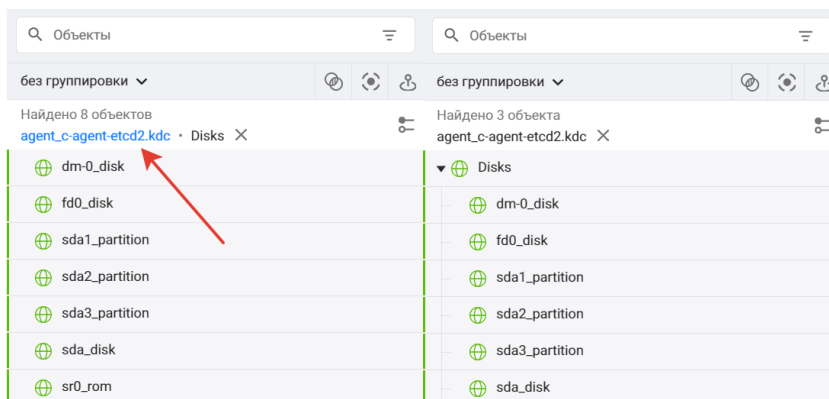 Объекты
без группировки
Найдено 8 объектов
agent_c-agent-etcd2.kdc • Disks
dm-0_disk
fd0_disk
sda1_partition
sda2_partition
sda3_partition
sda_disk
sr0_rom
Объекты
без группировки
Найдено 3 объекта
agent_c-agent-etcd2.kdc
Disks
dm-0_disk
fd0_disk
sda1_partition
sda2_partition
sda3_partition
sda_disk